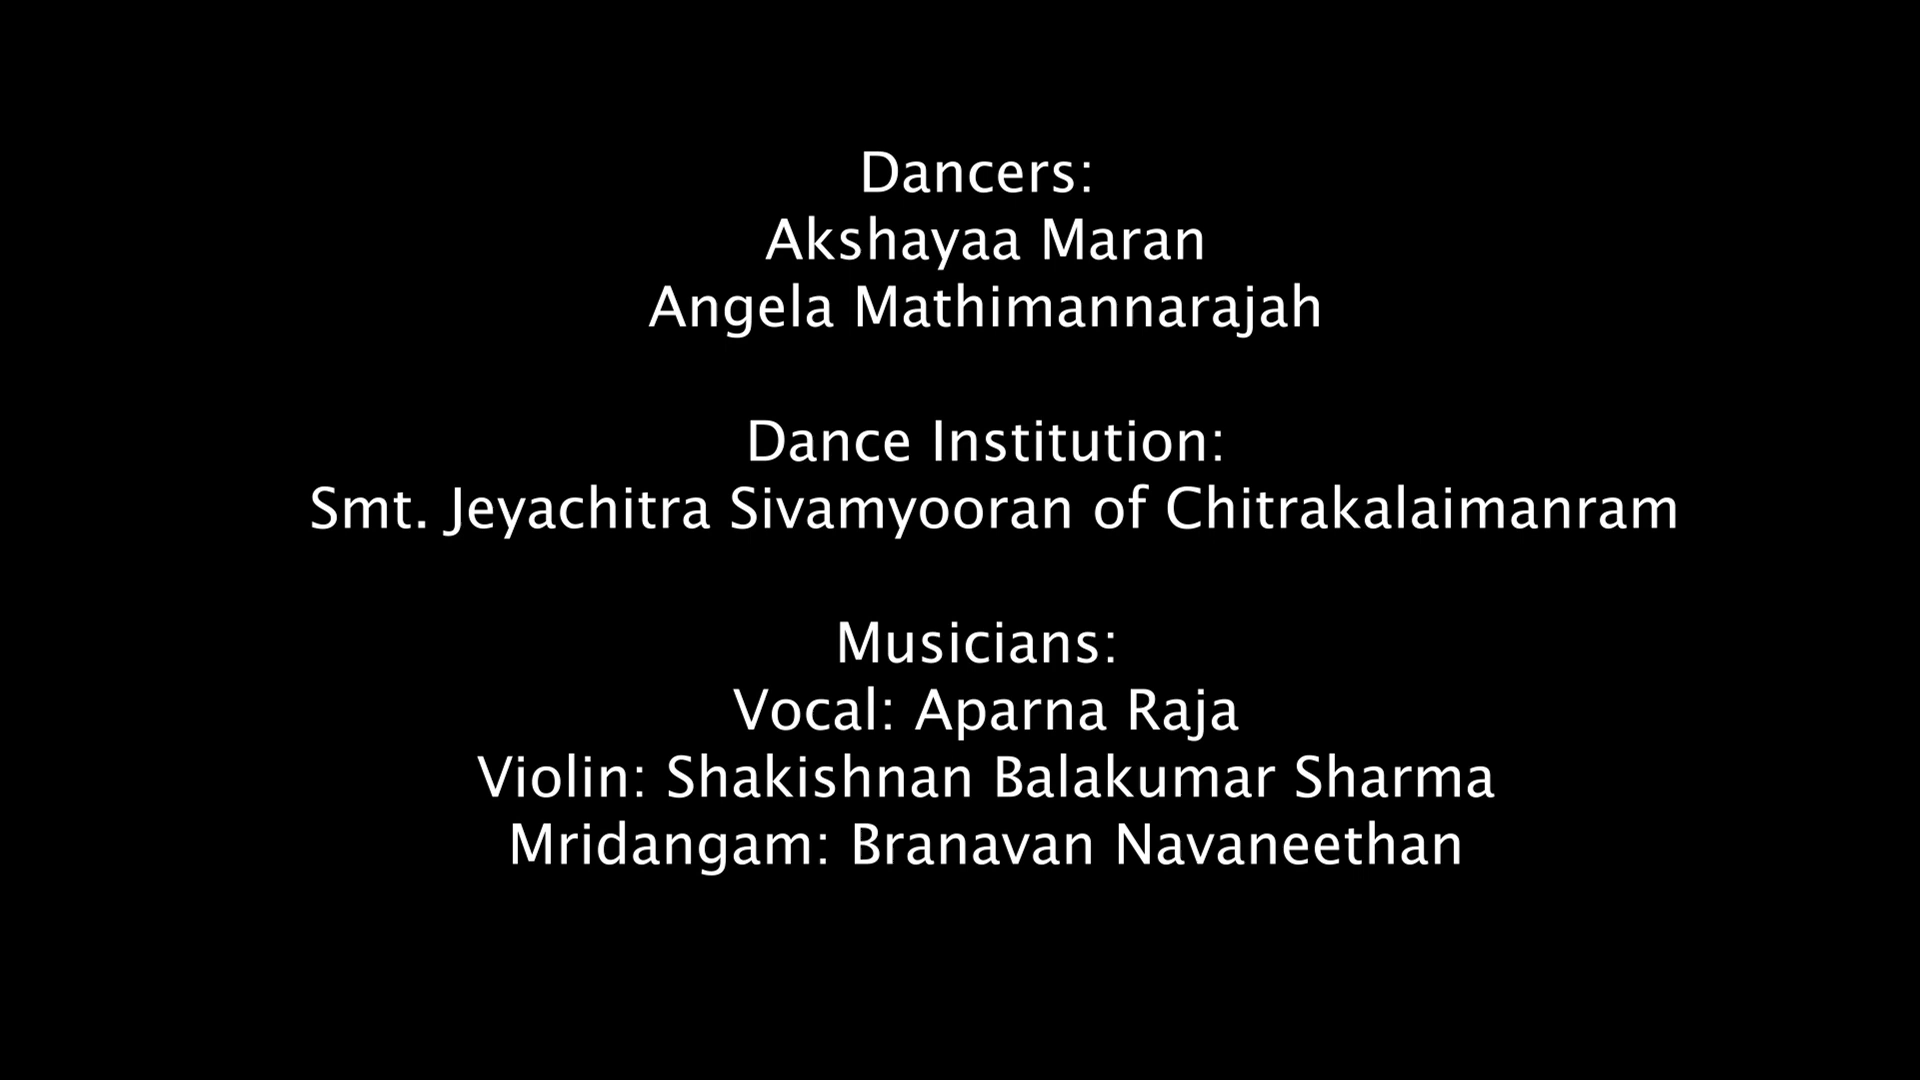 Dancers:
Akshayaa Maran
Angela Mathimannarajah
Dance Institution:
Smt. Jeyachitra Sivamyooran of Chitrakalaimanram
Musicians:
Vocal: Aparna Raja
Violin: Shakishnan Balakumar Sharma
Mridangam: Branavan Navaneethan